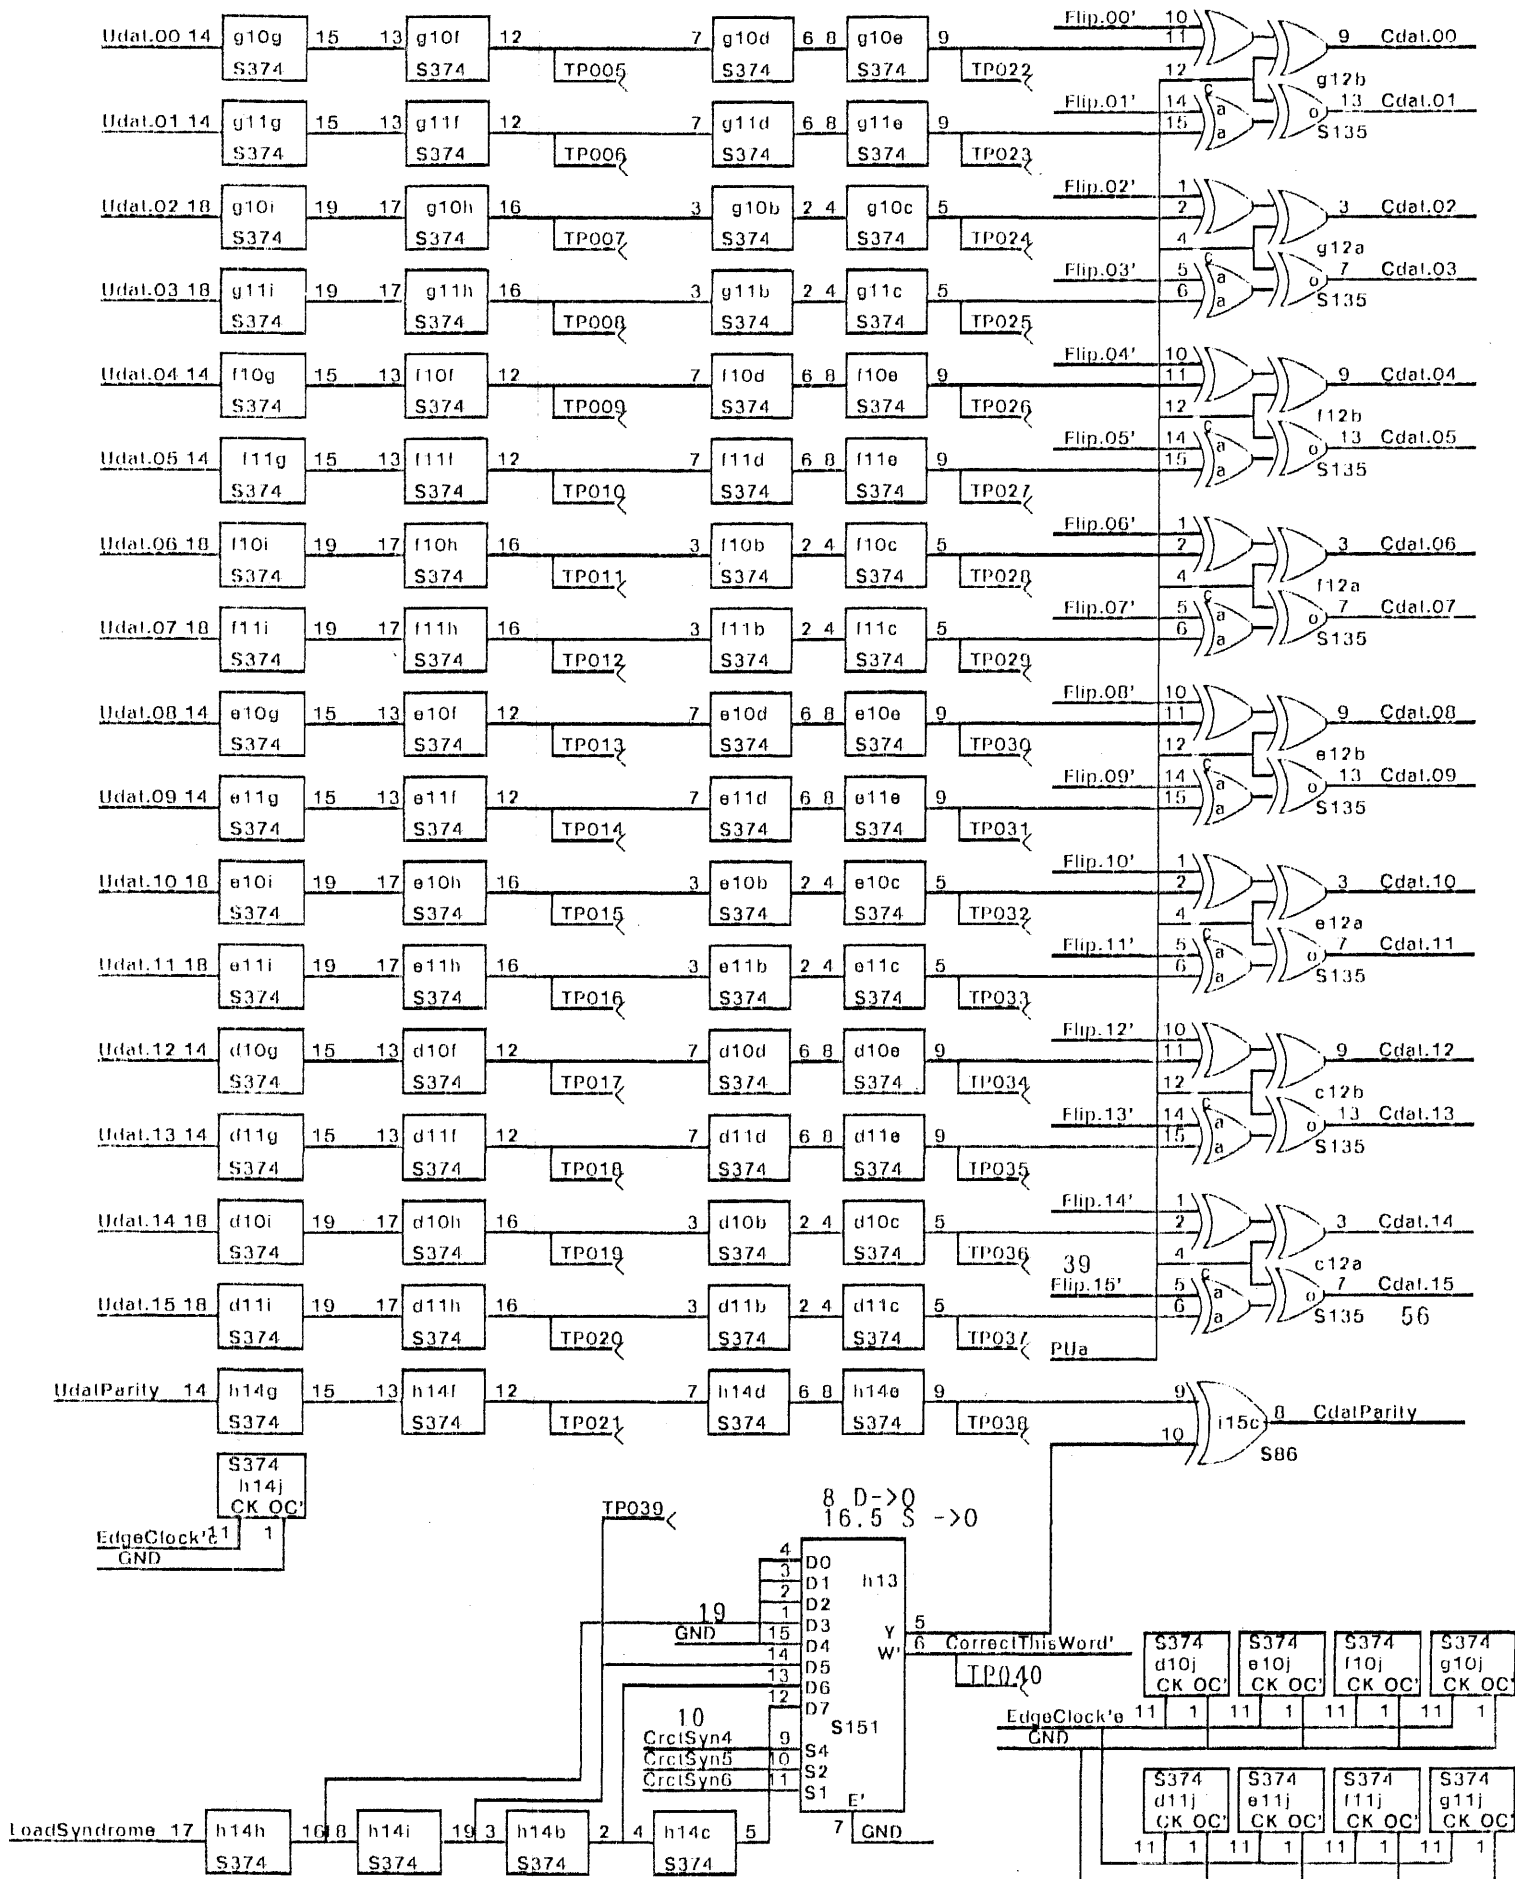 Udat.00 14 g10g S374 15 13 g10f S374 12 TP005 7 g10d S374 6 8 g10e S374 9 TP022 Flip.00' 10 11 9 Cdat.00
12 g12b
Udat.01 14 g11g S374 15 13 g11f S374 12 TP006 7 g11d S374 6 8 g11e S374 9 TP023 Flip.01' 14 15 c a a o 13 Cdat.01 S135
Udat.02 18 g10i S374 19 17 g10h S374 16 TP007 3 g10b S374 2 4 g10c S374 5 TP024 Flip.02' 1 2 3 Cdat.02
4 g12a
Udat.03 18 g11i S374 19 17 g11h S374 16 TP008 3 g11b S374 2 4 g11c S374 5 TP025 Flip.03' 5 6 c a a o 7 Cdat.03 S135
Udat.04 14 f10g S374 15 13 f10f S374 12 TP009 7 f10d S374 6 8 f10e S374 9 TP026 Flip.04' 10 11 9 Cdat.04
12 f12b
Udat.05 14 f11g S374 15 13 f11f S374 12 TP010 7 f11d S374 6 8 f11e S374 9 TP027 Flip.05' 14 15 c a a o 13 Cdat.05 S135
Udat.06 18 f10i S374 19 17 f10h S374 16 TP011 3 f10b S374 2 4 f10c S374 5 TP028 Flip.06' 1 2 3 Cdat.06
4 f12a
Udat.07 18 f11i S374 19 17 f11h S374 16 TP012 3 f11b S374 2 4 f11c S374 5 TP029 Flip.07' 5 6 c a a o 7 Cdat.07 S135
Udat.08 14 e10g S374 15 13 e10f S374 12 TP013 7 e10d S374 6 8 e10e S374 9 TP030 Flip.08' 10 11 9 Cdat.08
12 e12b
Udat.09 14 e11g S374 15 13 e11f S374 12 TP014 7 e11d S374 6 8 e11e S374 9 TP031 Flip.09' 14 15 c a a o 13 Cdat.09 S135
Udat.10 18 e10i S374 19 17 e10h S374 16 TP015 3 e10b S374 2 4 e10c S374 5 TP032 Flip.10' 1 2 3 Cdat.10
4 e12a
Udat.11 18 e11i S374 19 17 e11h S374 16 TP016 3 e11b S374 2 4 e11c S374 5 TP033 Flip.11' 5 6 c a a o 7 Cdat.11 S135
Udat.12 14 d10g S374 15 13 d10f S374 12 TP017 7 d10d S374 6 8 d10e S374 9 TP034 Flip.12' 10 11 9 Cdat.12
12 c12b
Udat.13 14 d11g S374 15 13 d11f S374 12 TP018 7 d11d S374 6 8 d11e S374 9 TP035 Flip.13' 14 15 c a a o 13 Cdat.13 S135
Udat.14 18 d10i S374 19 17 d10h S374 16 TP019 3 d10b S374 2 4 d10c S374 5 TP036 Flip.14' 1 2 3 Cdat.14
39 4 c12a
Udat.15 18 d11i S374 19 17 d11h S374 16 TP020 3 d11b S374 2 4 d11c S374 5 TP037 Flip.15' 5 6 c a a o 7 Cdat.15 S135 56
PUa
UdatParity 14 h14g S374 15 13 h14f S374 12 TP021 7 h14d S374 6 8 h14e S374 9 TP038 9 10 i15c S86 8 CdatParity
S374
h14j
CK OC'
EdgeClock'c 11 1
GND
TP039
8 D->O
16.5 S ->O
4 D0 h13
3 D1
2 D2
19 1 D3
GND 15 D4
14 D5
13 D6
12 D7
Y 5
W' 6 CorrectThisWord'
TP040
S151
10
CrctSyn4 9 S4
CrctSyn5 10 S2
CrctSyn6 11 S1
E'
7 GND
LoadSyndrome 17 h14h S374 16 18 h14i S374 19 3 h14b S374 2 4 h14c S374 5
S374 S374 S374 S374
d10j e10j f10j g10j
CK OC' CK OC' CK OC' CK OC'
EdgeClock'e 11 1 11 1 11 1 11 1
GND
S374 S374 S374 S374
d11j e11j f11j g11j
CK OC' CK OC' CK OC' CK OC'
11 1 11 1 11 1 11 1